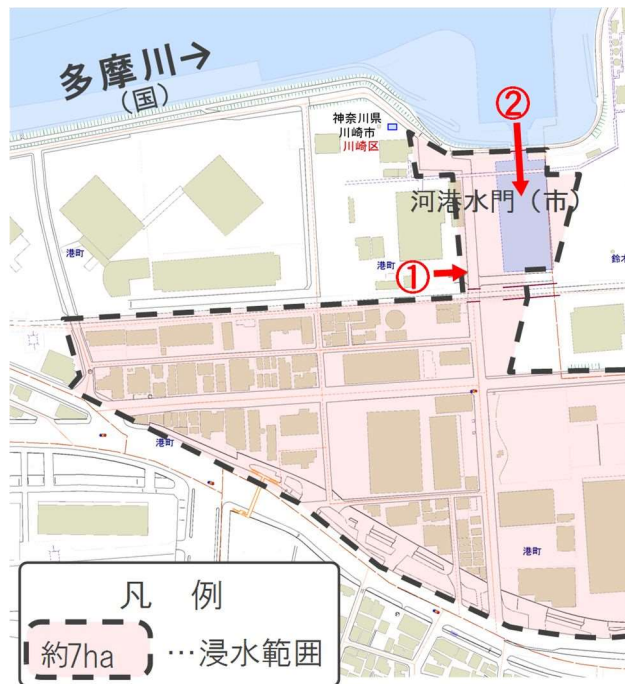 多摩川→
(国)
②
神奈川県
川崎市
川崎区
河港水門(市)
港町
港町
①
鈴木
港町
港町
凡 例
約7ha …浸水範囲